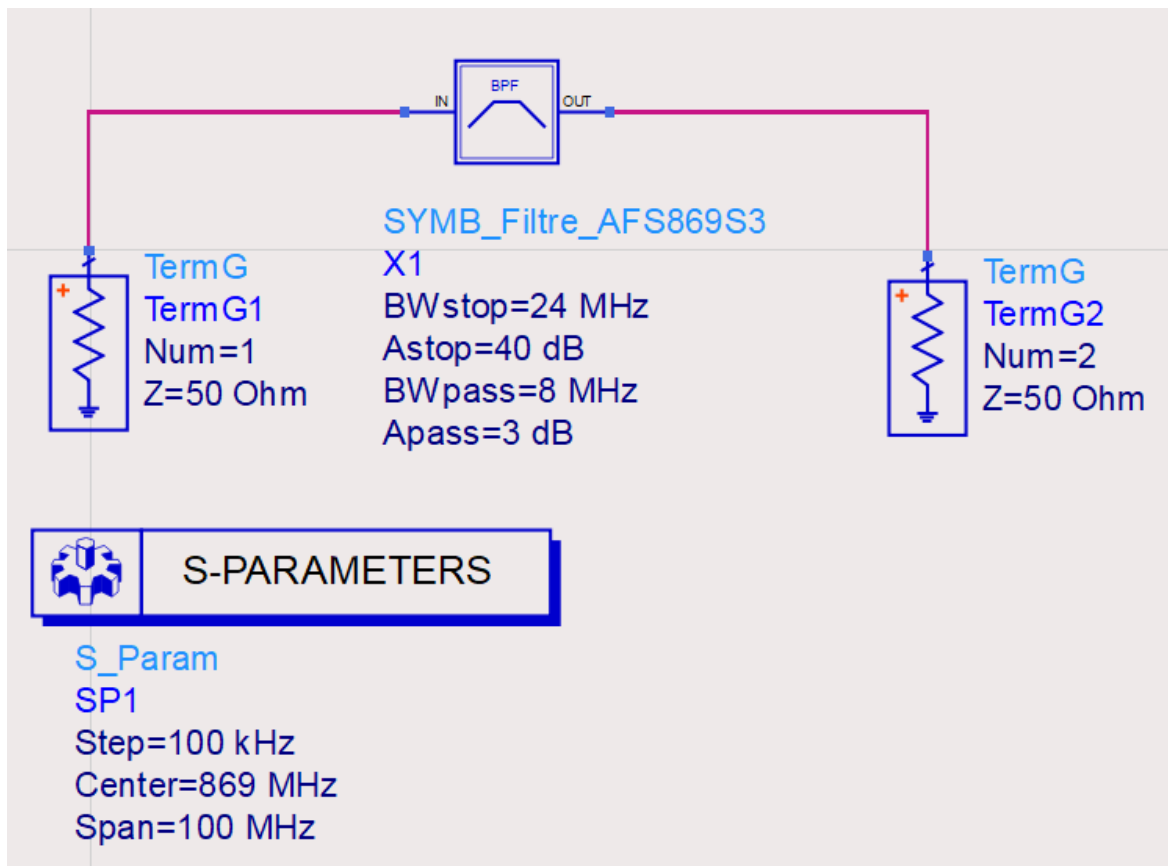 BPF
IN
OUT
SYMB_Filtre_AFS869S3
X1
BWstop=24 MHz
Astop=40 dB
BWpass=8 MHz
Apass=3 dB
+
TermG
TermG1
Num=1
Z=50 Ohm
+
TermG
TermG2
Num=2
Z=50 Ohm
S-PARAMETERS
S_Param
SP1
Step=100 kHz
Center=869 MHz
Span=100 MHz